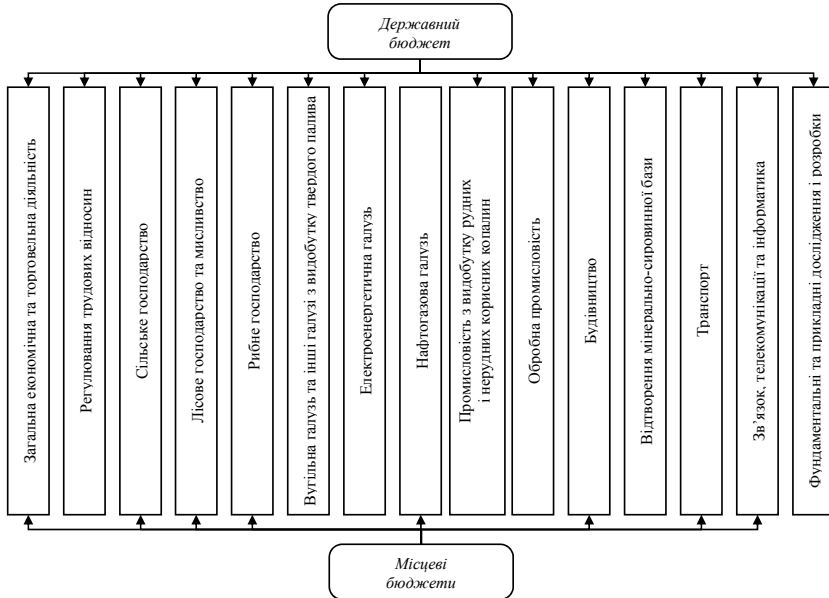 Державний
бюджет
Загальна економічна та торговельна діяльність
Регулювання трудових відносин
Сільське господарство
Лісове господарство та мисливство
Рибне господарство
Вугільна галузь та інші галузі з видобутку твердого палива
Електроенергетична галузь
Нафтогазова галузь
Промисловість з видобутку рудних
і нерудних корисних копалин
Обробна промисловість
Будівництво
Відтворення мінерально-сировинної бази
Транспорт
Зв’язок, телекомунікації та інформатика
Фундаментальні та прикладні дослідження і розробки
Місцеві
бюджети